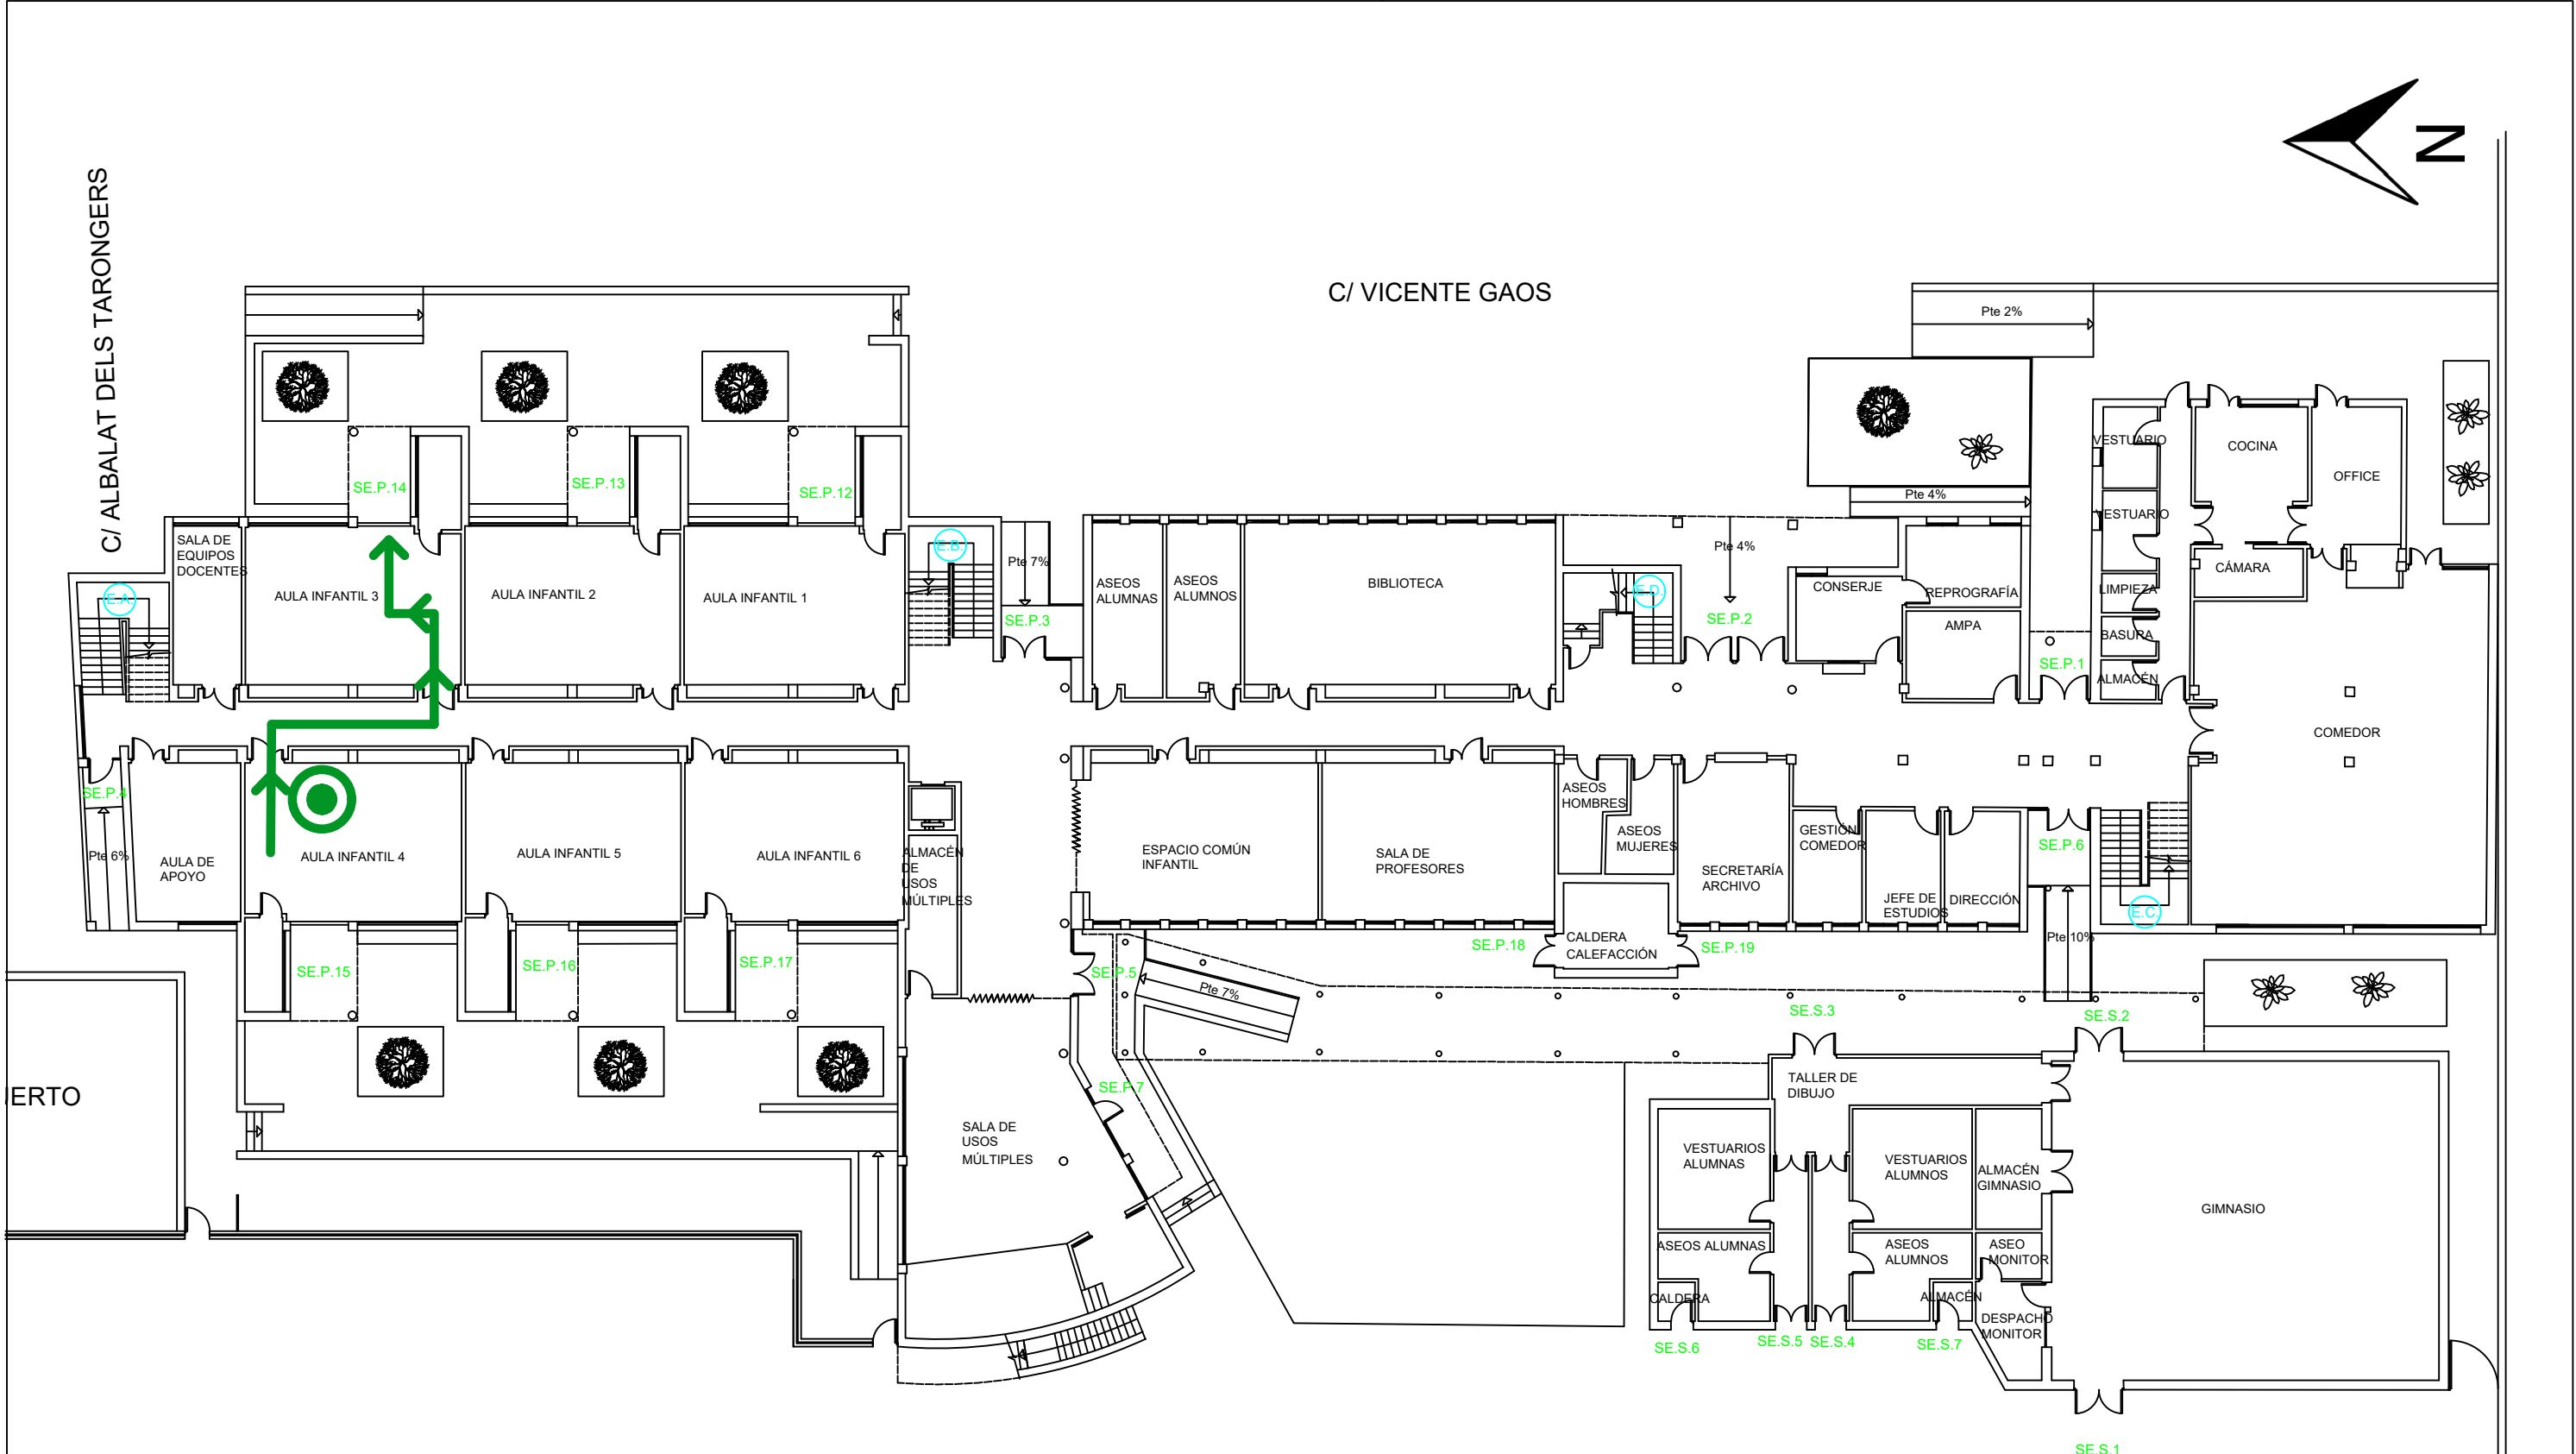 N
C/ ALBALAT DELS TARONGERS
C/ VICENTE GAOS
Pte 2%
VESTUARIO
COCINA
OFFICE
SE.P.14
SE.P.13
SE.P.12
Pte 4%
VESTUARIO
SALA DE
EQUIPOS
DOCENTES
E.B.
Pte 7%
Pte 4%
CÁMARA
E.A.
AULA INFANTIL 3
AULA INFANTIL 2
AULA INFANTIL 1
SE.P.3
ASEOS
ALUMNAS
ASEOS
ALUMNOS
BIBLIOTECA
E.D.
SE.P.2
CONSERJE
REPROGRAFÍA
AMPA
LIMPIEZA
BASURA
SE.P.1
ALMACÉN
COMEDOR
SE.P.4
Pte 6%
AULA DE
APOYO
AULA INFANTIL 4
AULA INFANTIL 5
AULA INFANTIL 6
ALMACÉN
DE
USOS
MÚLTIPLES
ESPACIO COMÚN
INFANTIL
SALA DE
PROFESORES
ASEOS
HOMBRES
ASEOS
MUJERES
SECRETARÍA
ARCHIVO
GESTIÓN
COMEDOR
JEFE DE
ESTUDIOS
DIRECCIÓN
SE.P.6
E.C.
Pte 10%
SE.P.15
SE.P.16
SE.P.17
SE.P.5
Pte 7%
SE.P.18
CALDERA
CALEFACCIÓN
SE.P.19
SE.S.3
SE.S.2
IERTO
SE.P.7
SALA DE
USOS
MÚLTIPLES
TALLER DE
DIBUJO
VESTUARIOS
ALUMNAS
VESTUARIOS
ALUMNOS
ALMACÉN
GIMNASIO
GIMNASIO
ASEOS ALUMNAS
ASEOS
ALUMNOS
ASEO
MONITOR
CALDERA
ALMACÉN
DESPACHO
MONITOR
SE.S.6
SE.S.5
SE.S.4
SE.S.7
SE.S.1